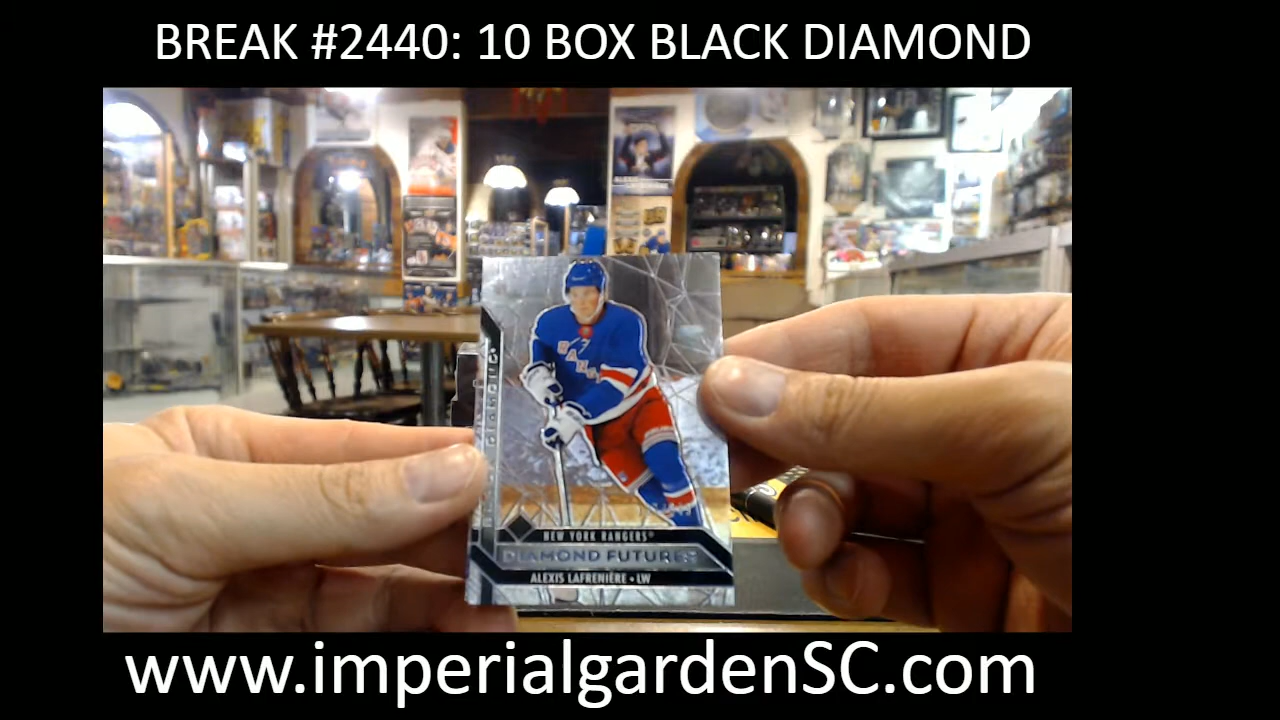 BREAK #2440: 10 BOX BLACK DIAMOND
NEW YORK RANGERS®
DIAMOND FUTURES
ALEXIS LAFRENIÈRE • LW
www.imperialgardenSC.com